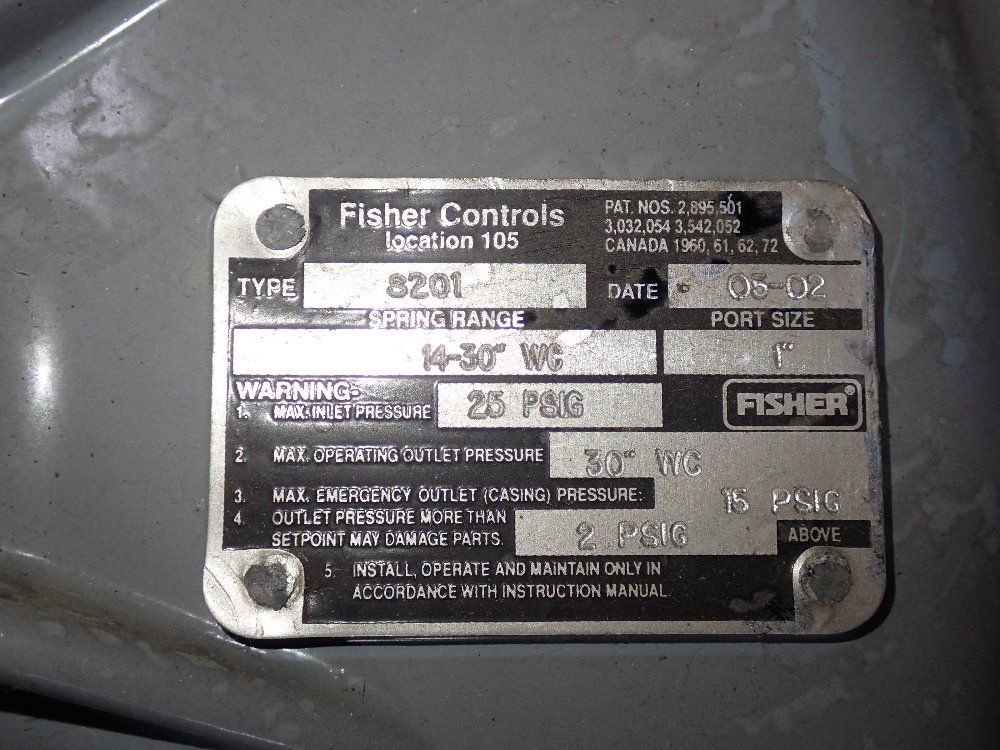 Fisher Controls
location 105
PAT. NOS. 2,895,501
3,032,054 3,542,052
CANADA 1960, 61, 62, 72
TYPE S201 DATE 05-02
SPRING RANGE PORT SIZE
14-30" WC 1"
WARNING-
1. MAX. INLET PRESSURE 25 PSIG
FISHER®
2. MAX. OPERATING OUTLET PRESSURE 30" WC
3. MAX. EMERGENCY OUTLET (CASING) PRESSURE: 15 PSIG
4. OUTLET PRESSURE MORE THAN
SETPOINT MAY DAMAGE PARTS. 2 PSIG ABOVE
5. INSTALL, OPERATE AND MAINTAIN ONLY IN
ACCORDANCE WITH INSTRUCTION MANUAL.